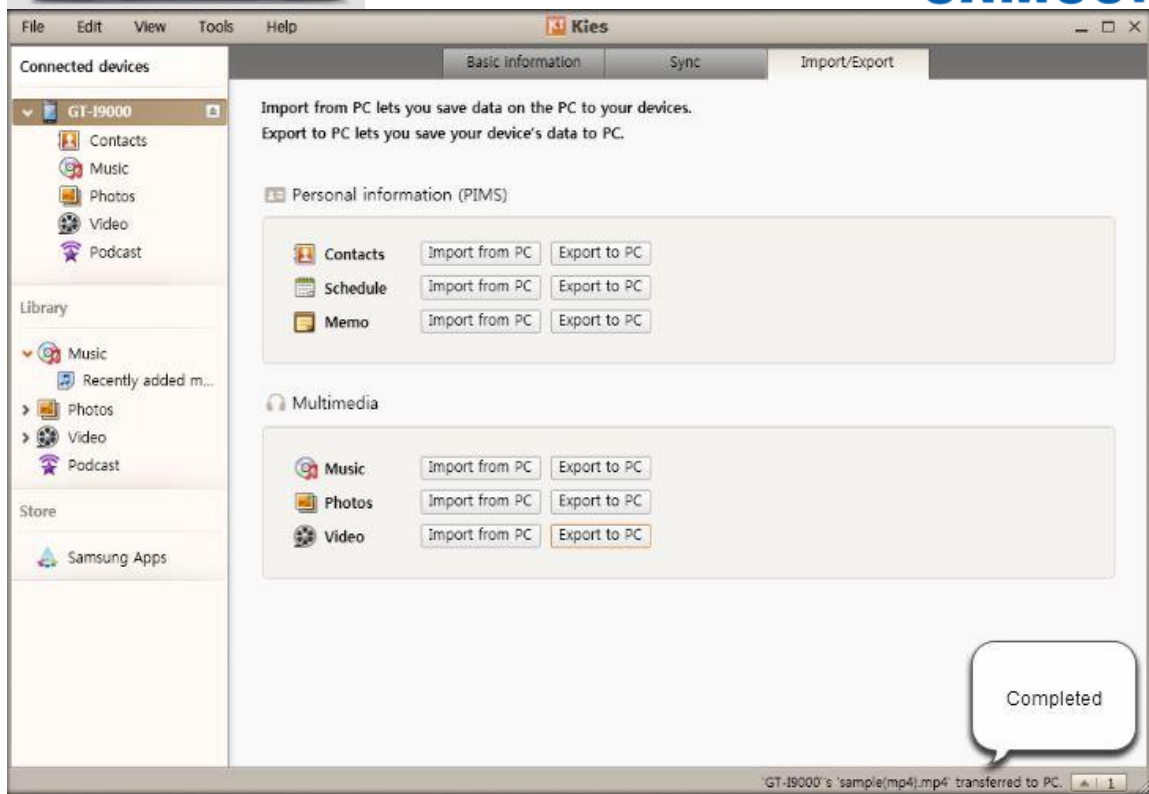 File Edit View Tools Help Kies
Connected devices
GT-I9000
Contacts
Music
Photos
Video
Podcast
Library
Music
Recently added m...
Photos
Video
Podcast
Store
Samsung Apps
Basic information Sync Import/Export
Import from PC lets you save data on the PC to your devices.
Export to PC lets you save your device's data to PC.
Personal information (PIMS)
Contacts Import from PC Export to PC
Schedule Import from PC Export to PC
Memo Import from PC Export to PC
Multimedia
Music Import from PC Export to PC
Photos Import from PC Export to PC
Video Import from PC Export to PC
Completed
'GT-I9000''s 'sample(mp4).mp4' transferred to PC. 1